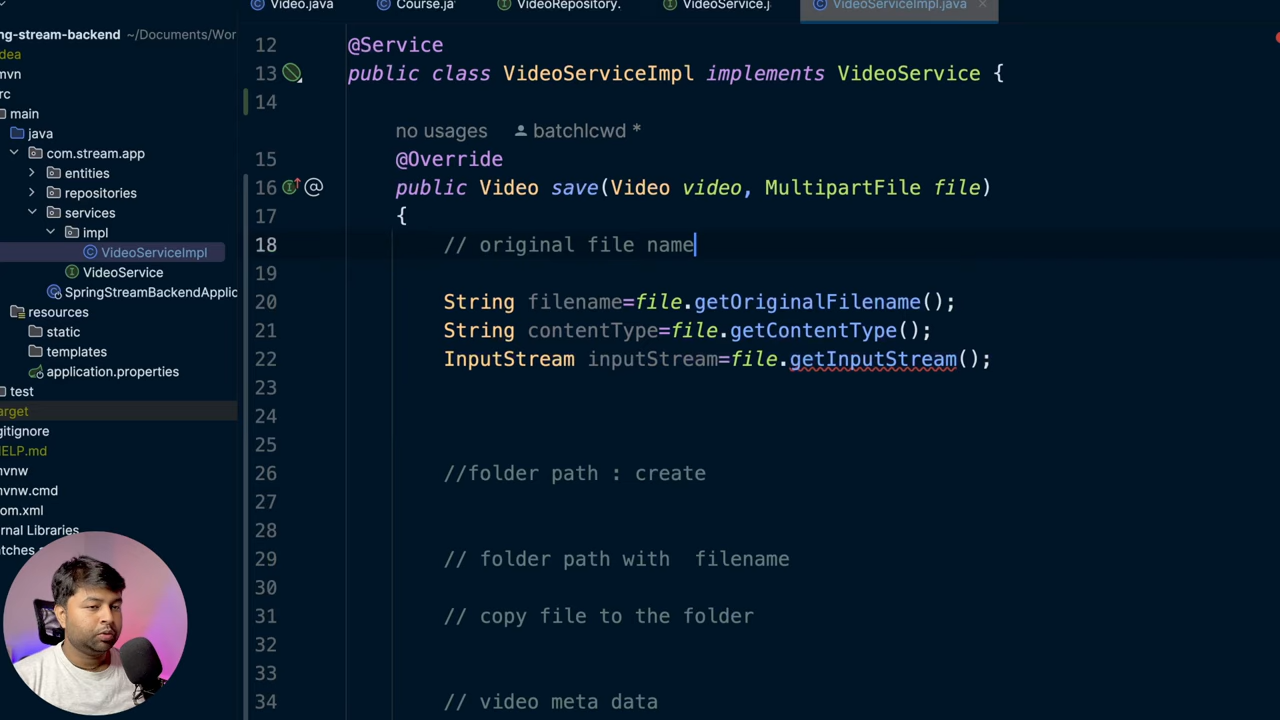 Video.java
Course.ja
VideoRepository.
VideoService.j
VideoServiceImpl.java
ng-stream-backend ~/Documents/Wor
dea
mvn
rc
main
java
com.stream.app
entities
repositories
services
impl
VideoServiceImpl
VideoService
SpringStreamBackendApplic
resources
static
templates
application.properties
test
arget
gitignore
HELP.md
nvnw
nvnw.cmd
om.xml
rnal Libraries
12 @Service
13 public class VideoServiceImpl implements VideoService {
14
no usages batchlcwd *
15 @Override
16 @ public Video save(Video video, MultipartFile file)
17 {
18 // original file name
19
20 String filename=file.getOriginalFilename();
21 String contentType=file.getContentType();
22 InputStream inputStream=file.getInputStream();
23
24
25
26 //folder path : create
27
28
29 // folder path with  filename
30
31 // copy file to the folder
32
33
34 // video meta data